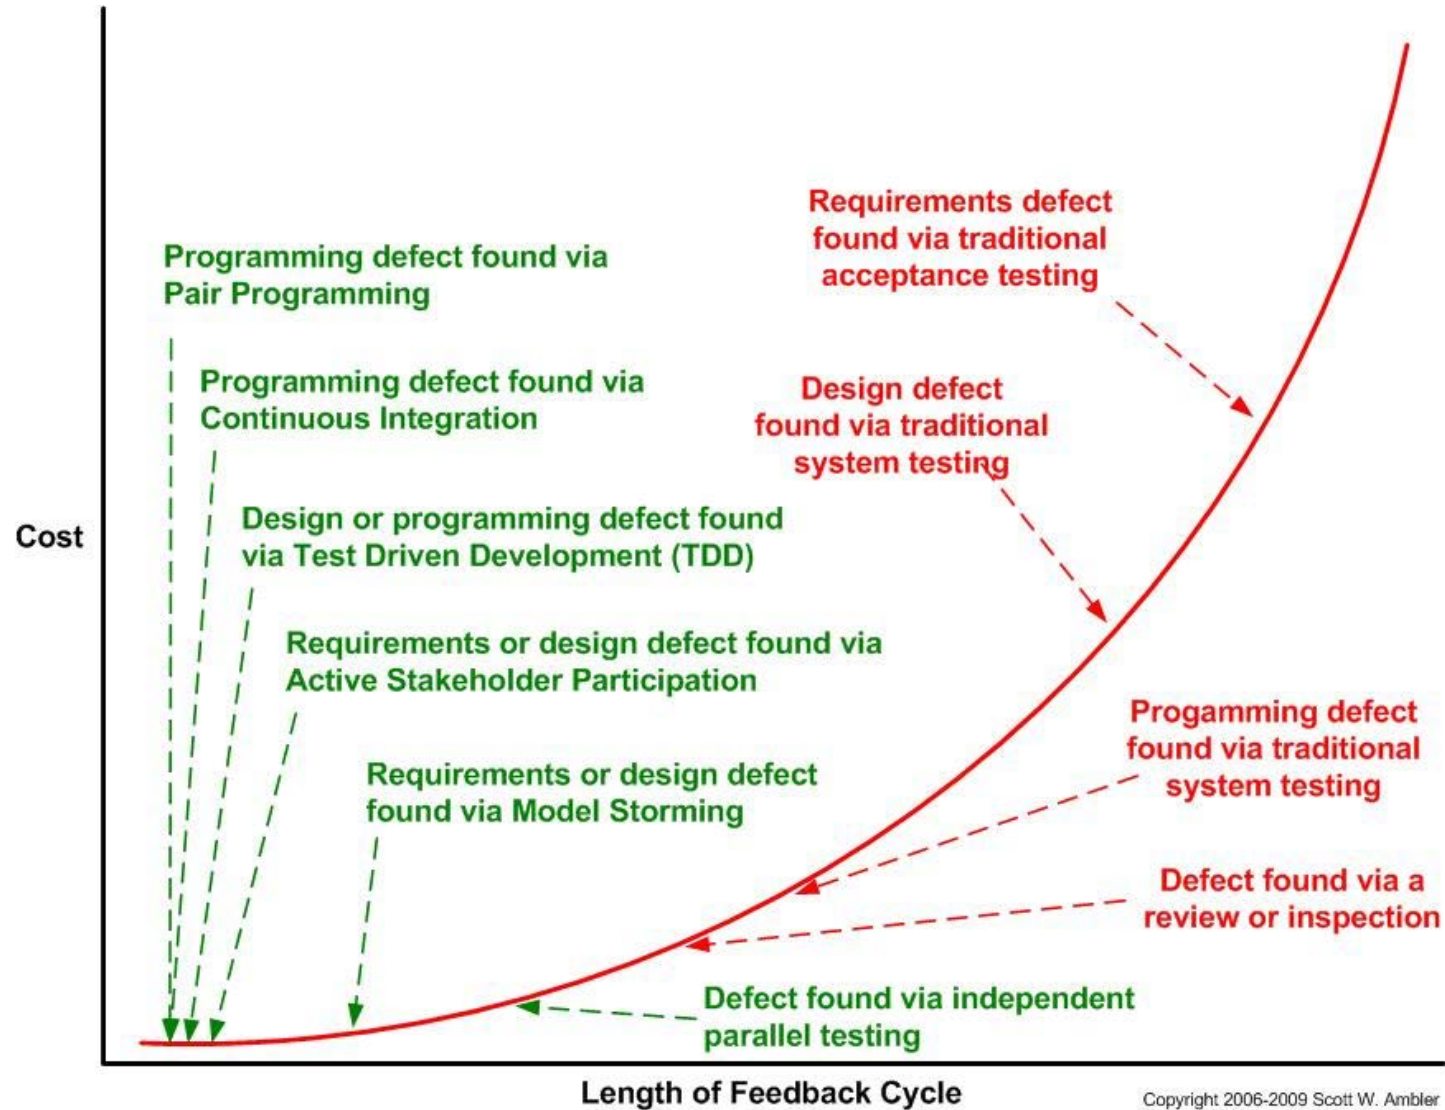 Programming defect found via
Pair Programming
Programming defect found via
Continuous Integration
Design or programming defect found
via Test Driven Development (TDD)
Requirements or design defect found via
Active Stakeholder Participation
Requirements or design defect
found via Model Storming
Defect found via independent
parallel testing
Requirements defect
found via traditional
acceptance testing
Design defect
found via traditional
system testing
Progamming defect
found via traditional
system testing
Defect found via a
review or inspection
Cost
Length of Feedback Cycle
Copyright 2006-2009 Scott W. Ambler